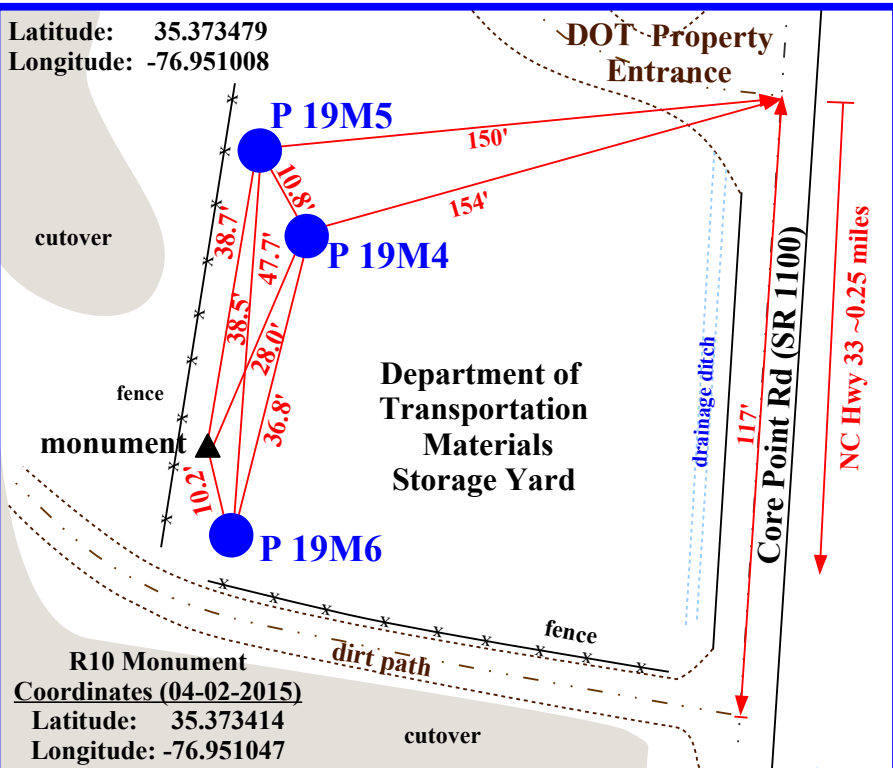 Latitude: 35.373479
Longitude: -76.951008
DOT Property
Entrance
P 19M5
150'
10.8'
154'
38.7'
47.7'
P 19M4
cutover
38.5'
28.0'
36.8'
fence
monument
10.2'
P 19M6
Department of
Transportation
Materials
Storage Yard
drainage ditch
117'
Core Point Rd (SR 1100)
NC Hwy 33 ~0.25 miles
fence
dirt path
R10 Monument
Coordinates (04-02-2015)
Latitude: 35.373414
Longitude: -76.951047
cutover